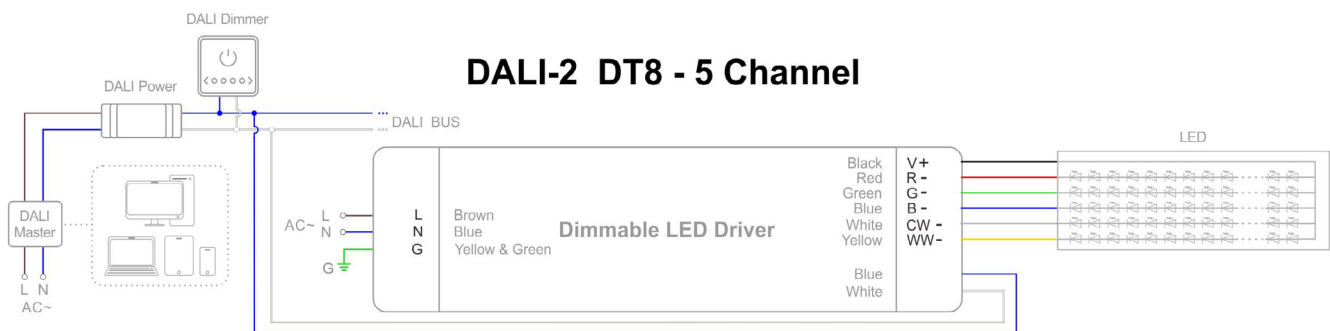 DALI Dimmer
DALI-2 DT8 - 5 Channel
DALI Power
DALI BUS
LED
Black V+
Red R-
Green G-
Blue B-
White CW -
Yellow WW-
Blue
White
DALI
Master
L N
AC~
AC~ L
N
G
L Brown
N Blue
G Yellow & Green
Dimmable LED Driver